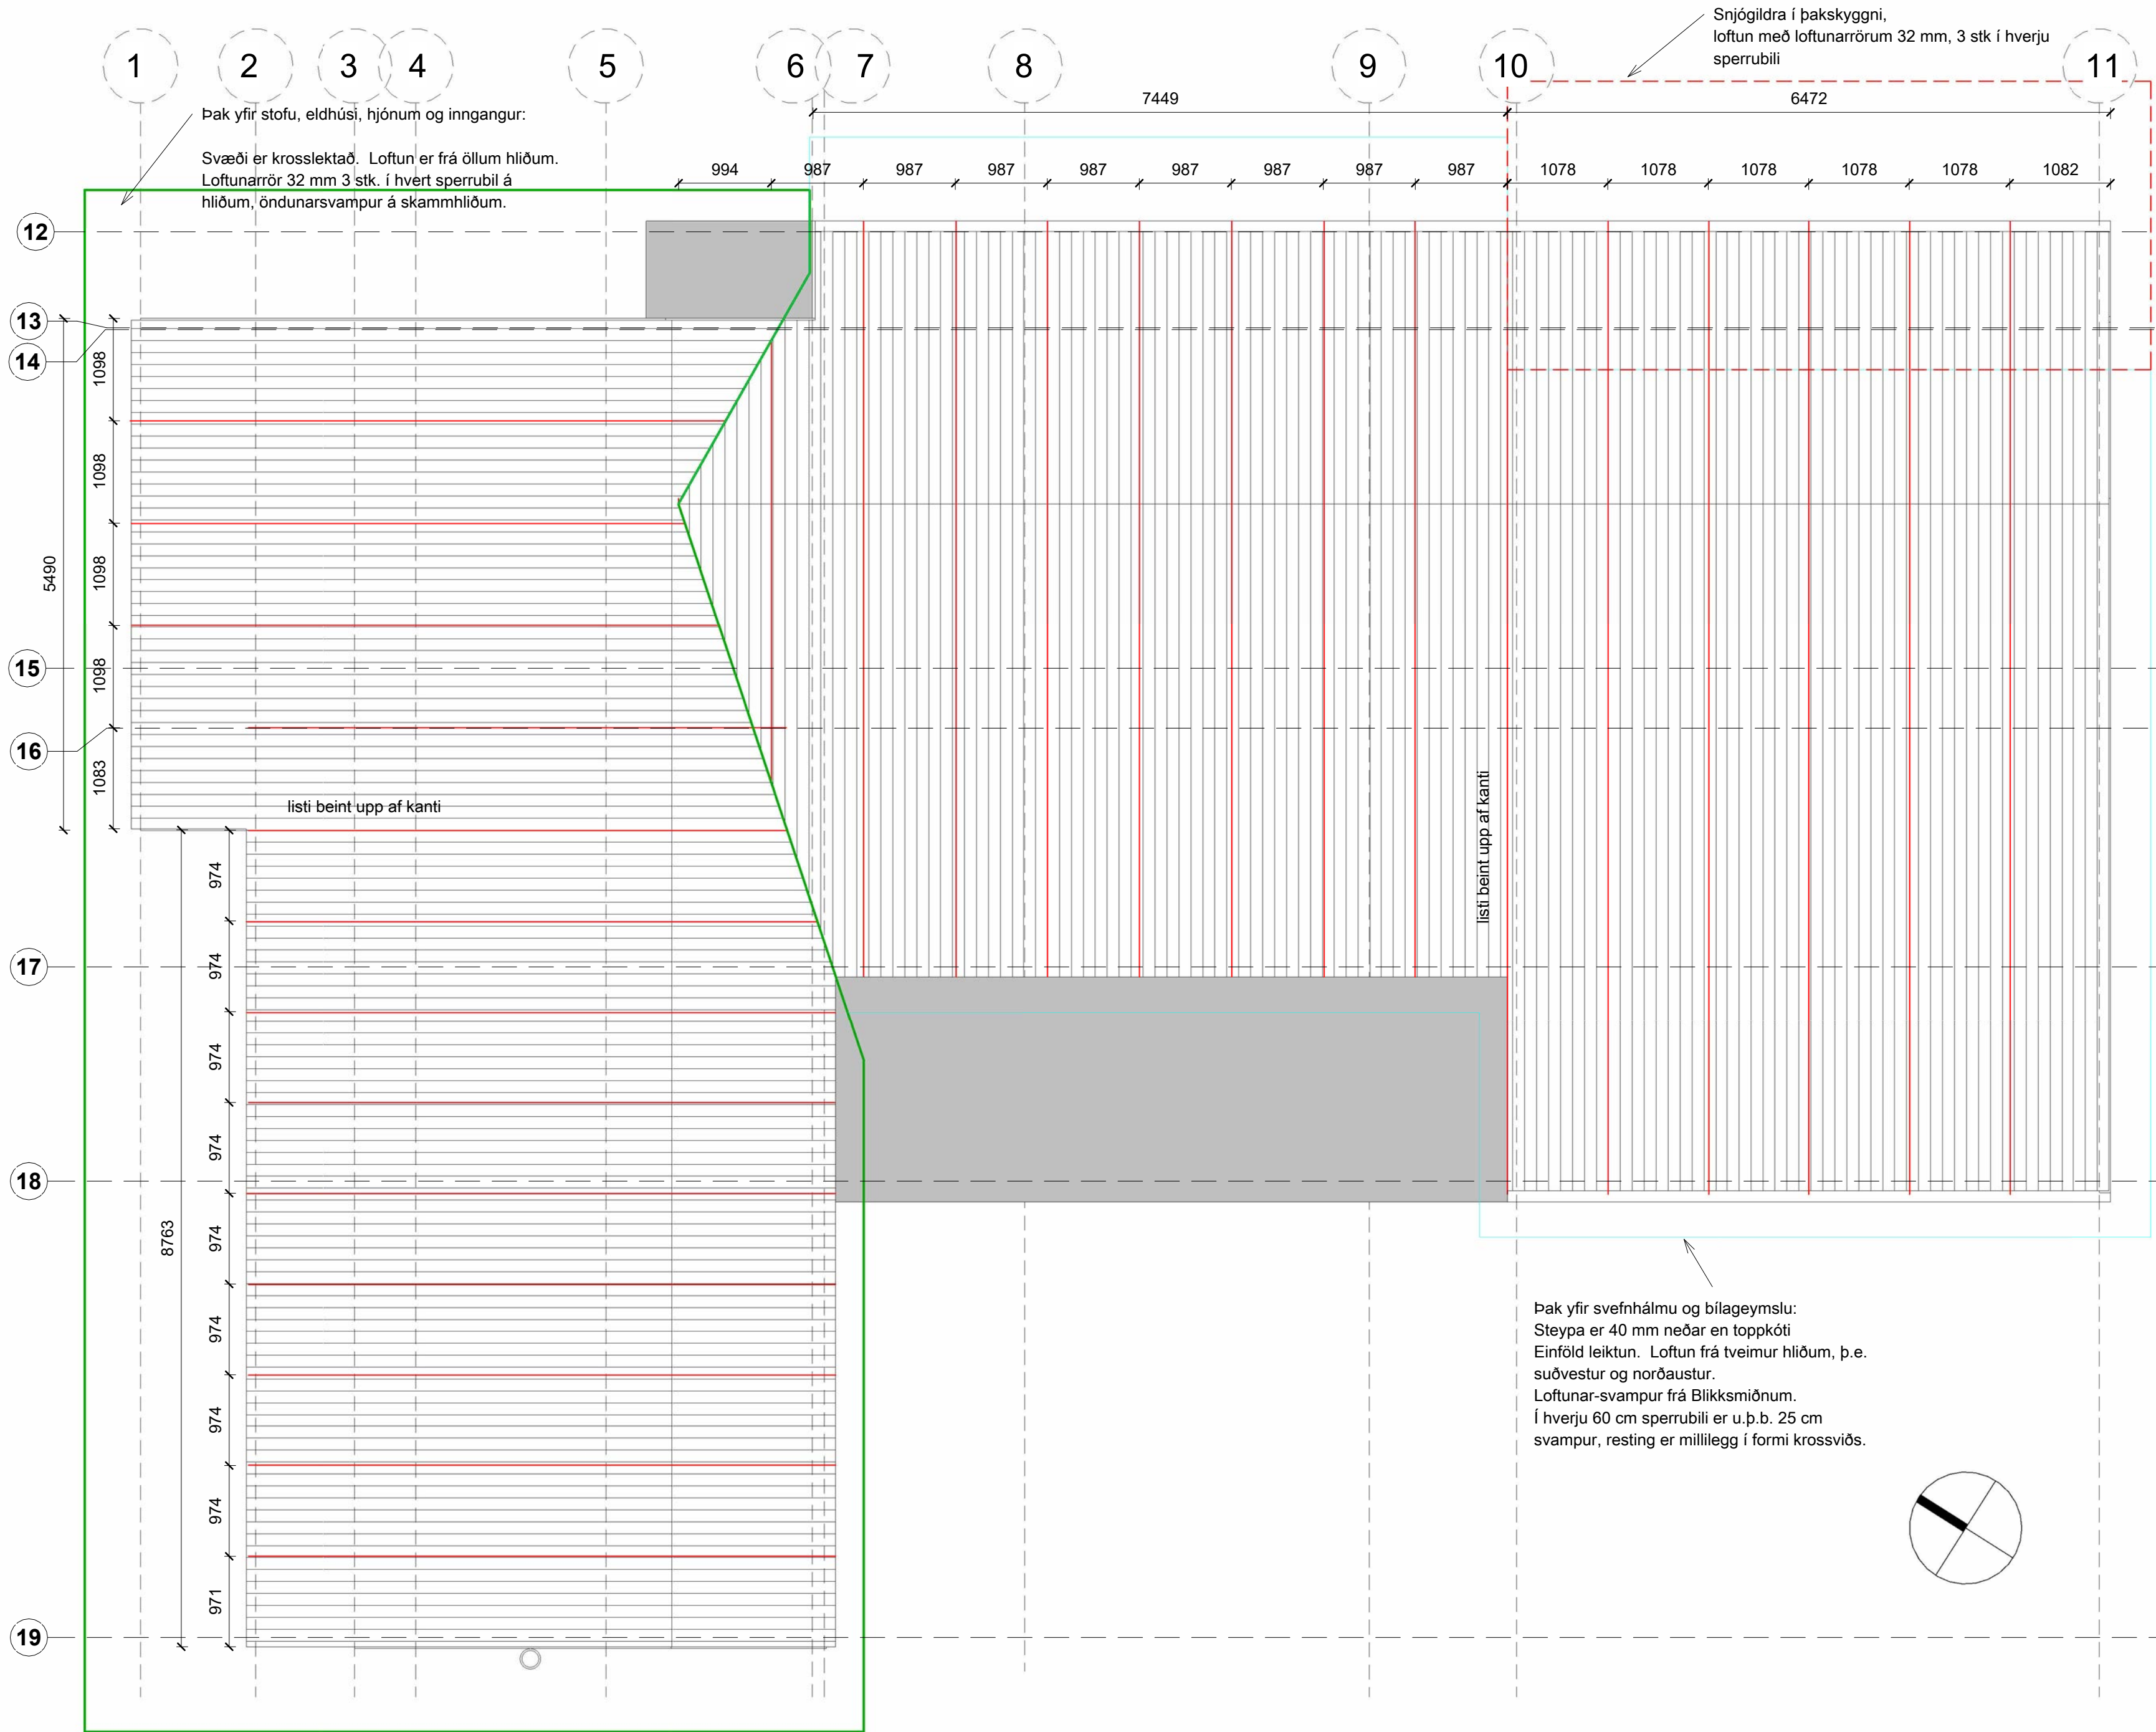 Snjógildra í þakskyggni,
loftun með loftunarrörum 32 mm, 3 stk í hverju
sperrubili
1 2 3 4 5 6 7 8 9 10 11
7449 6472
Þak yfir stofu, eldhúsi, hjónum og inngangur:
Svæði er krosslektað. Loftun er frá öllum hliðum.
Loftunarrör 32 mm 3 stk. í hvert sperrubil á
hliðum, öndunarsvampur á skammhliðum.
994 987 987 987 987 987 987 987 987 1078 1078 1078 1078 1078 1082
12
13
14
15
16
17
18
19
5490
1098
1098
1098
1098
1083
listi beint upp af kanti
listi beint upp af kanti
8763
974
974
974
974
974
974
974
974
971
Þak yfir svefnhálmu og bílageymslu:
Steypa er 40 mm neðar en toppkóti
Einföld leiktun. Loftun frá tveimur hliðum, þ.e.
suðvestur og norðaustur.
Loftunar-svampur frá Blikksmiðnum.
Í hverju 60 cm sperrubili er u.þ.b. 25 cm
svampur, resting er millilegg í formi krossviðs.